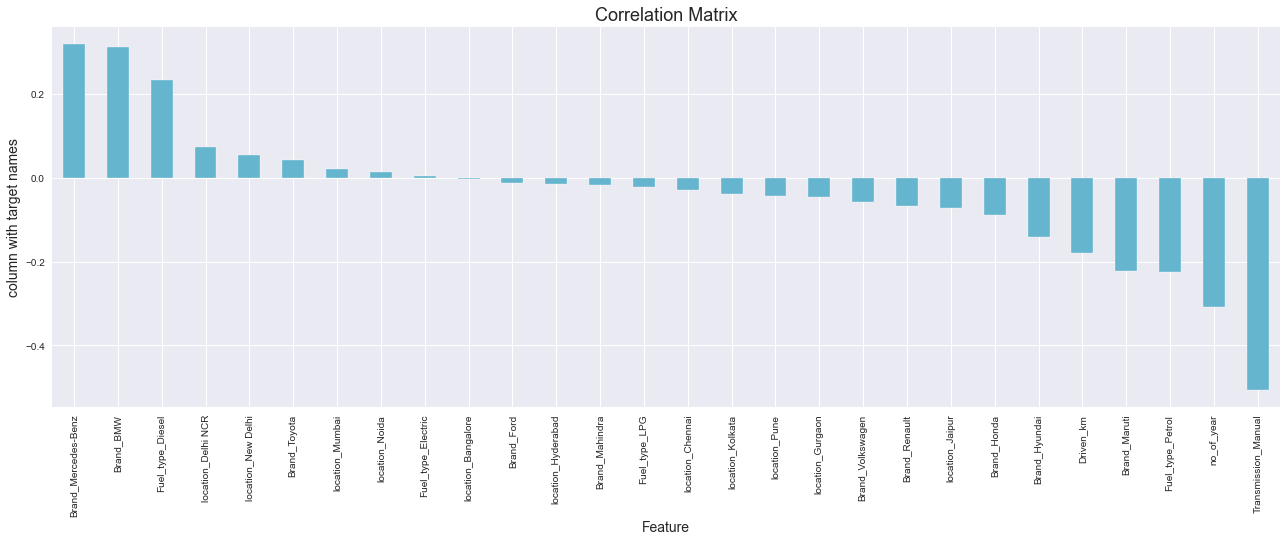 Correlation Matrix
column with target names
0.2
0.0
−0.2
−0.4
Brand_Mercedes-Benz
Brand_BMW
Fuel_type_Diesel
location_Delhi NCR
location_New Delhi
Brand_Toyota
location_Mumbai
location_Noida
Fuel_type_Electric
location_Bangalore
Brand_Ford
location_Hyderabad
Brand_Mahindra
Fuel_type_LPG
location_Chennai
location_Kolkata
location_Pune
location_Gurgaon
Brand_Volkswagen
Brand_Renault
location_Jaipur
Brand_Honda
Brand_Hyundai
Driven_km
Brand_Maruti
Fuel_type_Petrol
no_of_year
Transmission_Manual
Feature